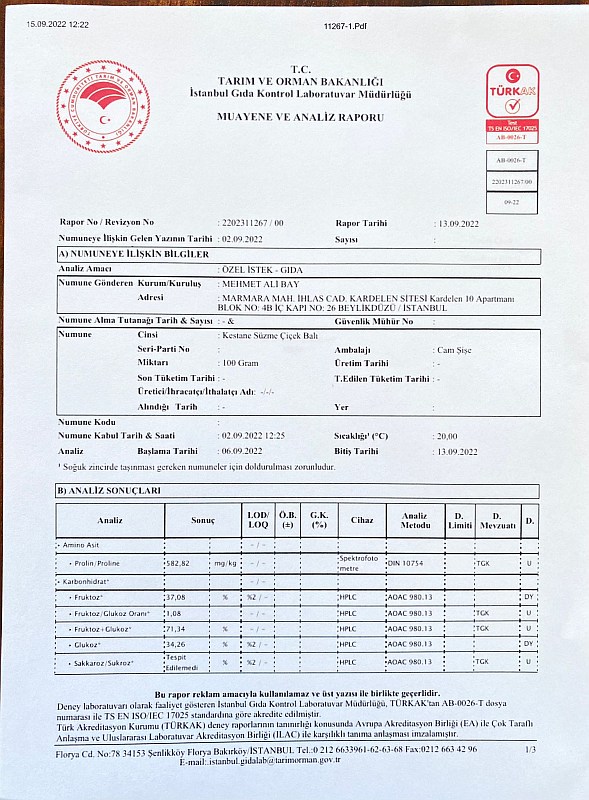 15.09.2022 12:22
11267-1.Pdf
T.C.
TARIM VE ORMAN BAKANLIĞI
İstanbul Gıda Kontrol Laboratuvar Müdürlüğü
MUAYENE VE ANALİZ RAPORU
TÜRKAK
Test
TS EN ISO/IEC 17025
AB-0026-T
AB-0026-T
2202311267/00
09-22
Rapor No / Revizyon No : 2202311267 / 00 Rapor Tarihi : 13.09.2022
Numuneye İlişkin Gelen Yazının Tarihi : 02.09.2022 Sayısı :
A) NUMUNEYE İLİŞKİN BİLGİLER
Analiz Amacı : ÖZEL İSTEK - GIDA
Numune Gönderen Kurum/Kuruluş : MEHMET ALİ BAY
Adresi : MARMARA MAH. IHLAS CAD. KARDELEN SİTESİ Kardelen 10 Apartmanı
BLOK NO: 4B İÇ KAPI NO: 26 BEYLİKDÜZÜ / İSTANBUL
Numune Alma Tutanağı Tarih & Sayısı : - & Güvenlik Mühür No :
Numune Cinsi : Kestane Süzme Çiçek Balı
Seri-Parti No : Ambalajı : Cam Şişe
Miktarı : 100 Gram Üretim Tarihi : -
Son Tüketim Tarihi : - T.Edilen Tüketim Tarihi : -
Üretici/İhracatçı/İthalatçı Adı: -/-/-
Alındığı Tarih : - Yer :
Numune Kodu :
Numune Kabul Tarih & Saati : 02.09.2022 12:25 Sıcaklığı¹ (°C) : 20,00
Analiz Başlama Tarihi : 06.09.2022 Bitiş Tarihi : 13.09.2022
¹ Soğuk zincirde taşınması gereken numuneler için doldurulması zorunludur.
B) ANALİZ SONUÇLARI
Analiz Sonuç LOD/ LOQ Ö.B. (±) G.K. (%) Cihaz Analiz Metodu D. Limiti D. Mevzuatı D.
• Amino Asit - / -
• Prolin/Proline 582,82 mg/kg - / - Spektrofotometre DIN 10754 TGK U
• Karbonhidrat* - / -
• Fruktoz* 37,08 % %2 / - HPLC AOAC 980.13 DY
• Fruktoz/Glukoz Oranı* 1,08 - / - HPLC AOAC 980.13 TGK U
• Fruktoz+Glukoz* 71,34 % - / - HPLC AOAC 980.13 TGK U
• Glukoz* 34,26 % %2 / - HPLC AOAC 980.13 DY
• Sakkaroz/Sukroz* Tespit Edilemedi % %2 / - HPLC AOAC 980.13 TGK U
Bu rapor reklam amacıyla kullanılamaz ve üst yazısı ile birlikte geçerlidir.
Deney laboratuvarı olarak faaliyet gösteren İstanbul Gıda Kontrol Laboratuvar Müdürlüğü, TÜRKAK'tan AB-0026-T dosya
numarası ile TS EN ISO/IEC 17025 standardına göre akredite edilmiştir.
Türk Akreditasyon Kurumu (TÜRKAK) deney raporlarının tanınırlığı konusunda Avrupa Akreditasyon Birliği (EA) ile Çok Taraflı
Anlaşma ve Uluslararası Laboratuvar Akreditasyon Birliği (ILAC) ile karşılıklı tanıma anlaşması imzalamıştır.
Florya Cd. No:78 34153 Şenlikköy Florya Bakırköy/İSTANBUL Tel.:0 212 6633961-62-63-68 Fax:0212 663 42 96 1/3
E-mail:.istanbul.gidalab@tarimorman.gov.tr